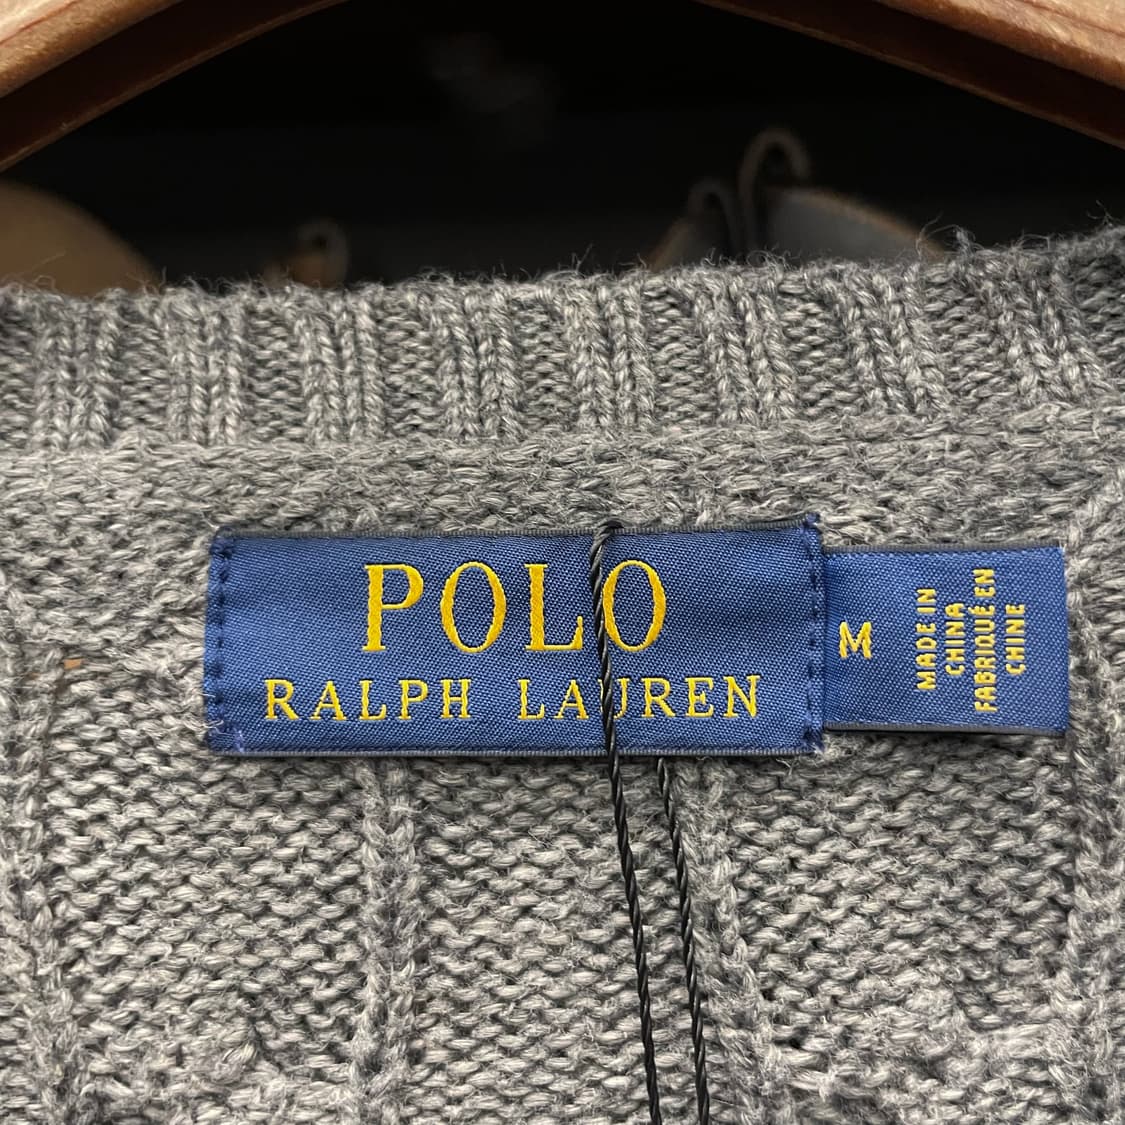 POLO
RALPH LAUREN
M
MADE IN
CHINA
FABRIQUÉ EN
CHINE